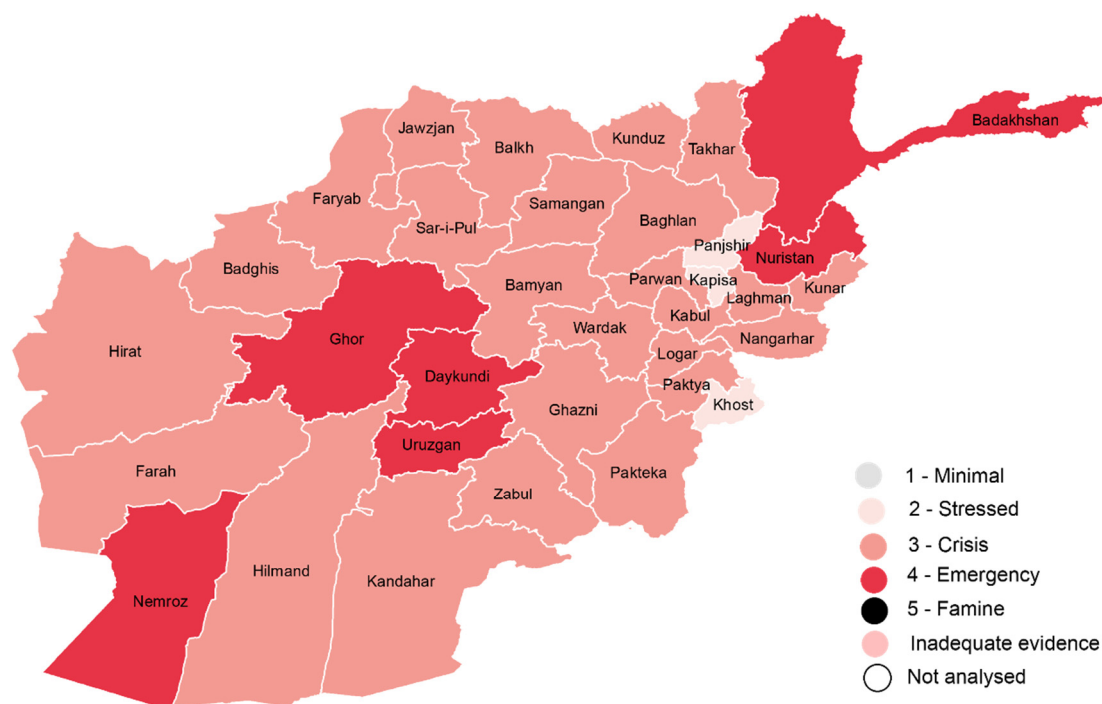 Badakhshan
Jawzjan
Balkh
Kunduz
Takhar
Faryab
Samangan
Baghlan
Sar-i-Pul
Panjshir
Nuristan
Badghis
Bamyan
Parwan
Kapisa
Kunar
Laghman
Kabul
Ghor
Wardak
Nangarhar
Hirat
Logar
Daykundi
Paktya
Khost
Ghazni
Uruzgan
Farah
Pakteka
Zabul
Hilmand
Kandahar
Nemroz
1 - Minimal
2 - Stressed
3 - Crisis
4 - Emergency
5 - Famine
Inadequate evidence
Not analysed